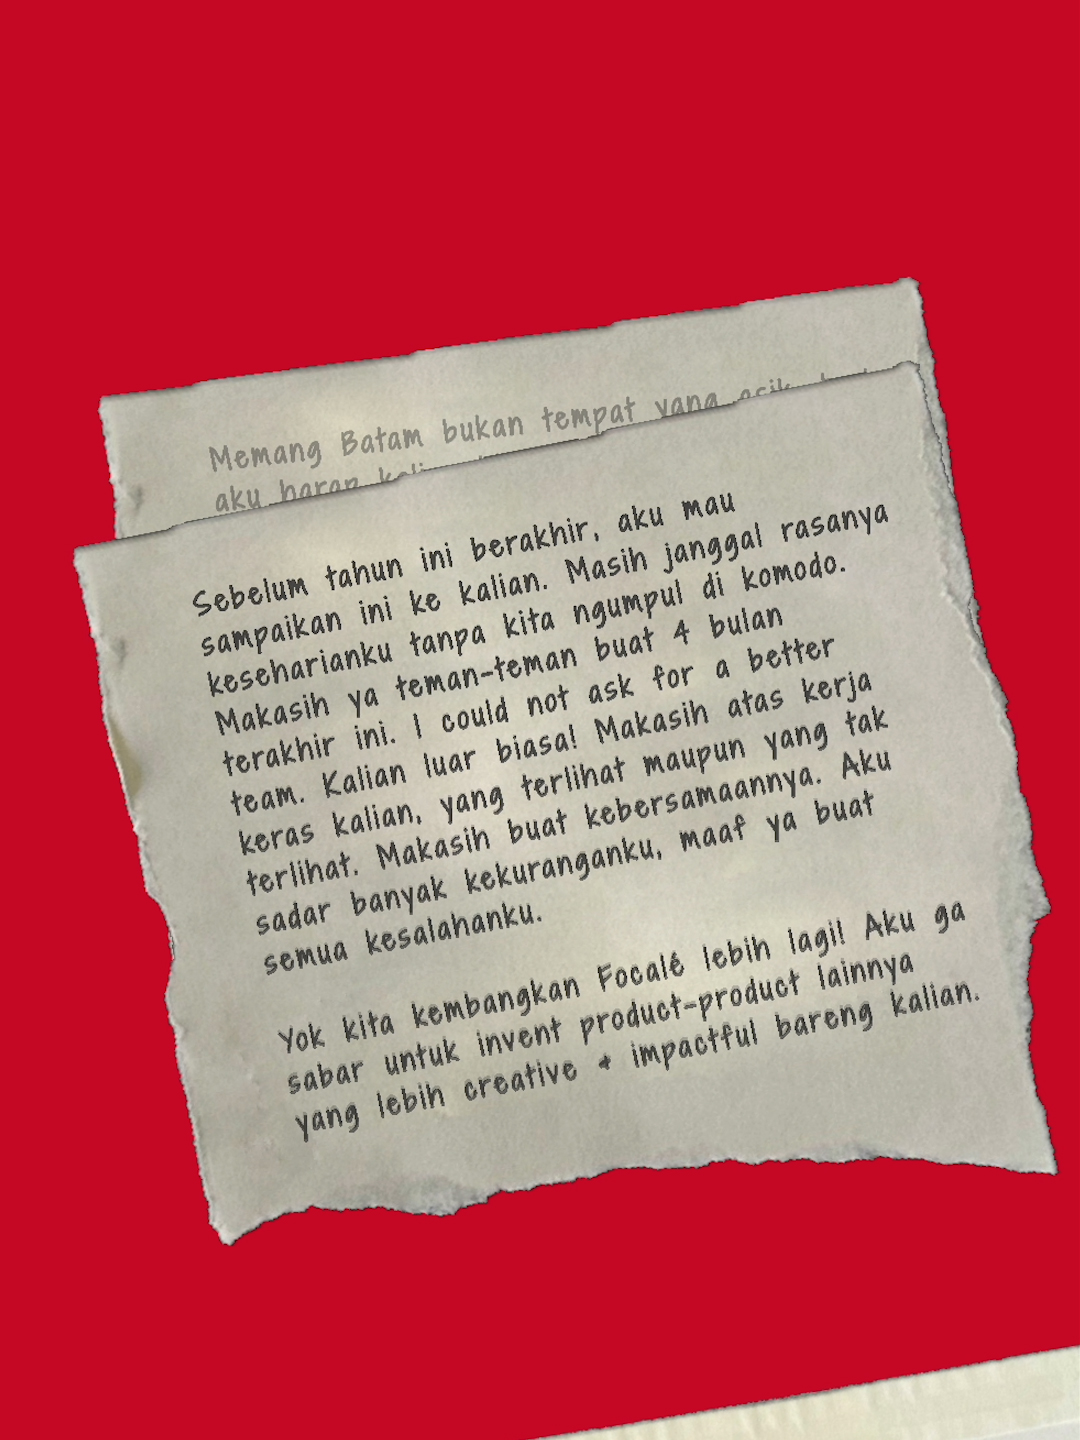 Memang Batam bukan tempat yang asik
aku harap
Sebelum tahun ini berakhir, aku mau
sampaikan ini ke kalian. Masih janggal rasanya
keseharianku tanpa kita ngumpul di komodo.
Makasih ya teman-teman buat 4 bulan
terakhir ini. I could not ask for a better
team. Kalian luar biasa! Makasih atas kerja
keras kalian, yang terlihat maupun yang tak
terlihat. Makasih buat kebersamaannya. Aku
sadar banyak kekuranganku, maaf ya buat
semua kesalahanku.
Yok kita kembangkan Focalé lebih lagi! Aku ga
sabar untuk invent product-product lainnya
yang lebih creative & impactful bareng kalian.